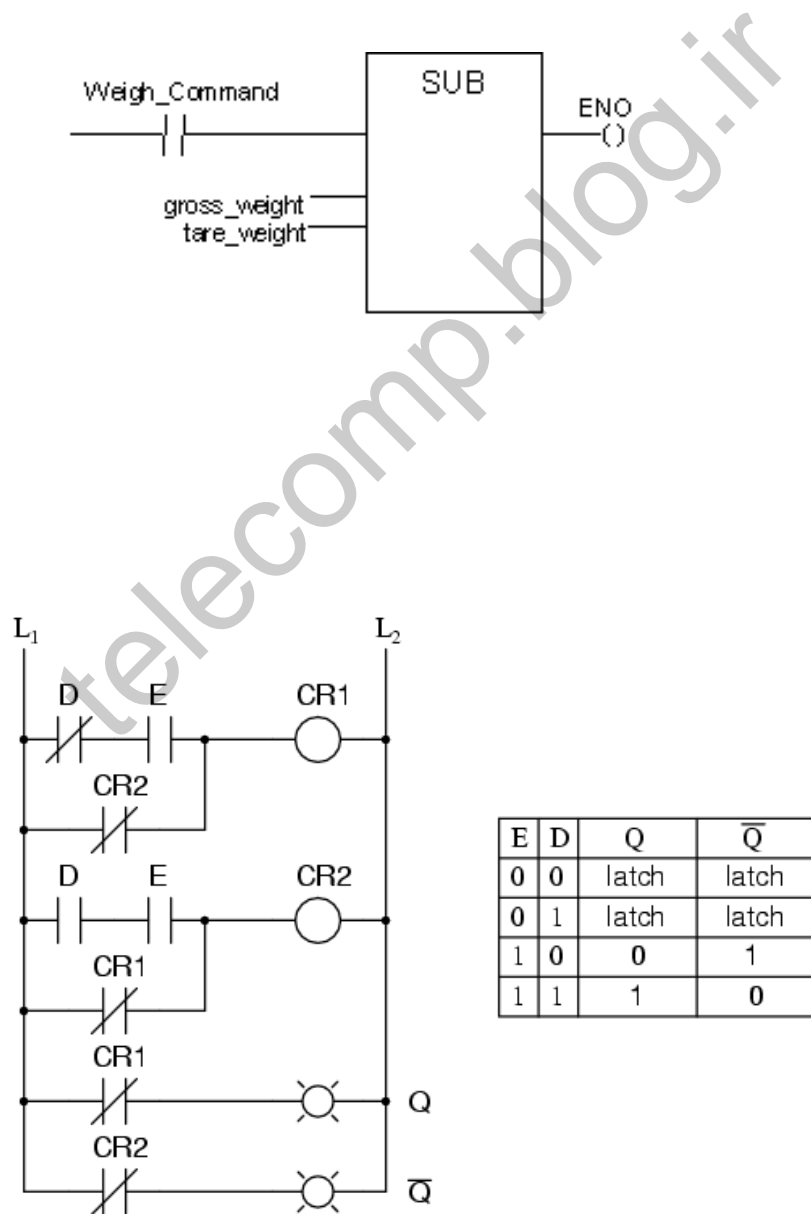 Weigh_Command
SUB
ENO
gross_weight
tare_weight
telecomp.blog.ir
L1 L2
D E CR1
CR2
D E CR2
CR1
CR1
Q
CR2
Q̅
E D Q Q̅
0 0 latch latch
0 1 latch latch
1 0 0 1
1 1 1 0